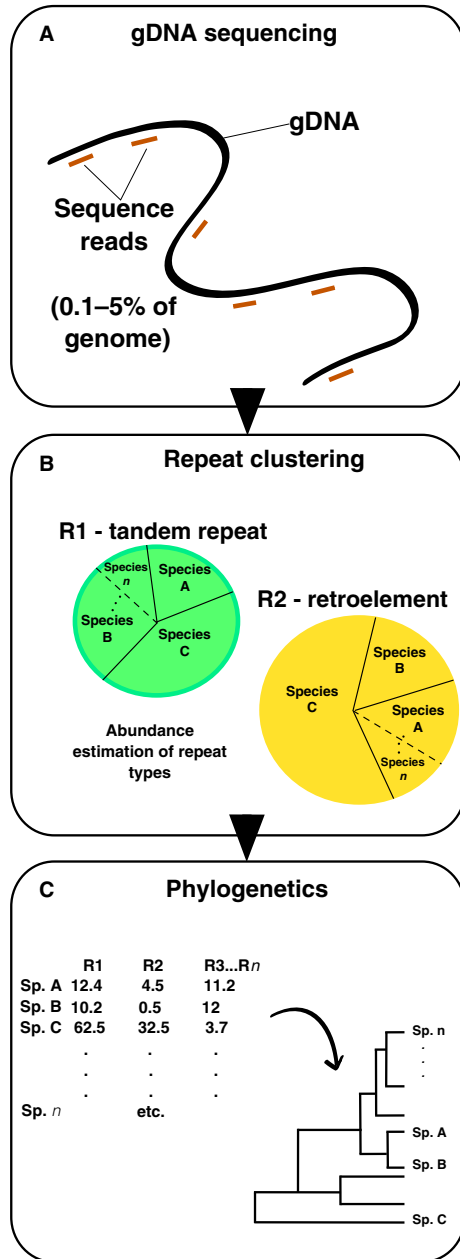 A
gDNA sequencing
gDNA
Sequence
reads
(0.1–5% of
genome)
B
Repeat clustering
R1 - tandem repeat
Species
n
Species
A
Species
B
Species
C
R2 - retroelement
Species
B
Species
C
Species
A
Species
n
Abundance
estimation of repeat
types
C
Phylogenetics
R1 R2 R3...Rn
Sp. A 12.4 4.5 11.2
Sp. B 10.2 0.5 12
Sp. C 62.5 32.5 3.7
. . .
. . .
. . .
Sp. n etc.
Sp. n
.
.
.
.
Sp. A
Sp. B
Sp. C